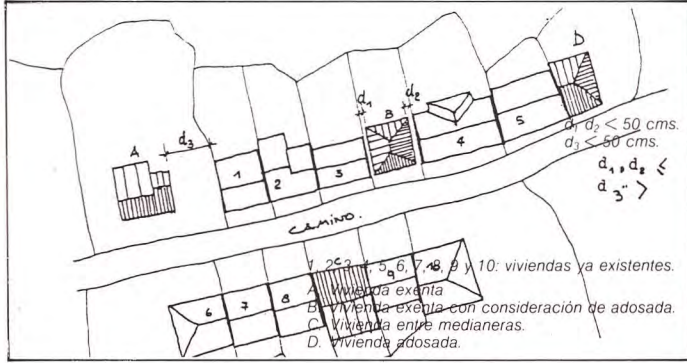 D
d₁
d₂
B
d₃
A
5
4
d₁ d₂ < 50 cms.
d₃ < 50 cms.
1
2
3
d₁, d₂ ≤
d₃" >
CAMINO.
1, 2, 3, 4, 5, 6, 7, 8, 9 y 10: viviendas ya existentes.
C
9
10
6
7
8
A. Vivienda exenta
B. Vivienda exenta con consideración de adosada.
C. Vivienda entre medianeras.
D. Vivienda adosada.